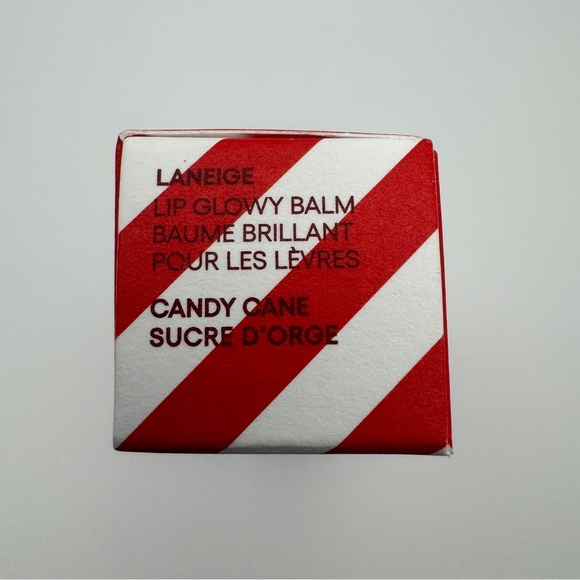 LANEIGE
LIP GLOWY BALM
BAUME BRILLANT
POUR LES LÈVRES
CANDY CANE
SUCRE D'ORGE